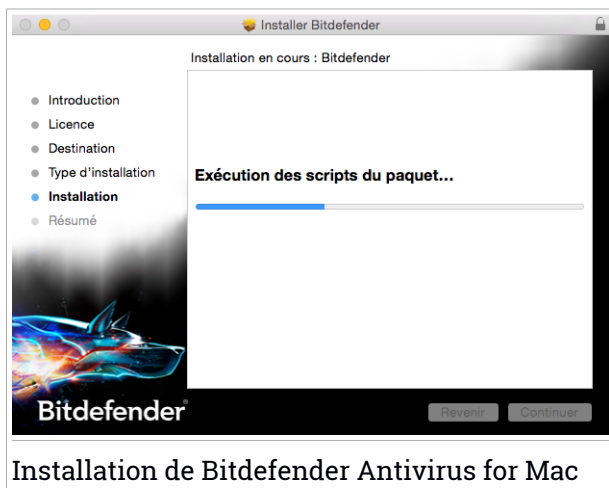 Installer Bitdefender
Installation en cours : Bitdefender
Introduction
Licence
Destination
Type d'installation
Installation
Résumé
Exécution des scripts du paquet...
Bitdefender®
Revenir
Continuer
Installation de Bitdefender Antivirus for Mac